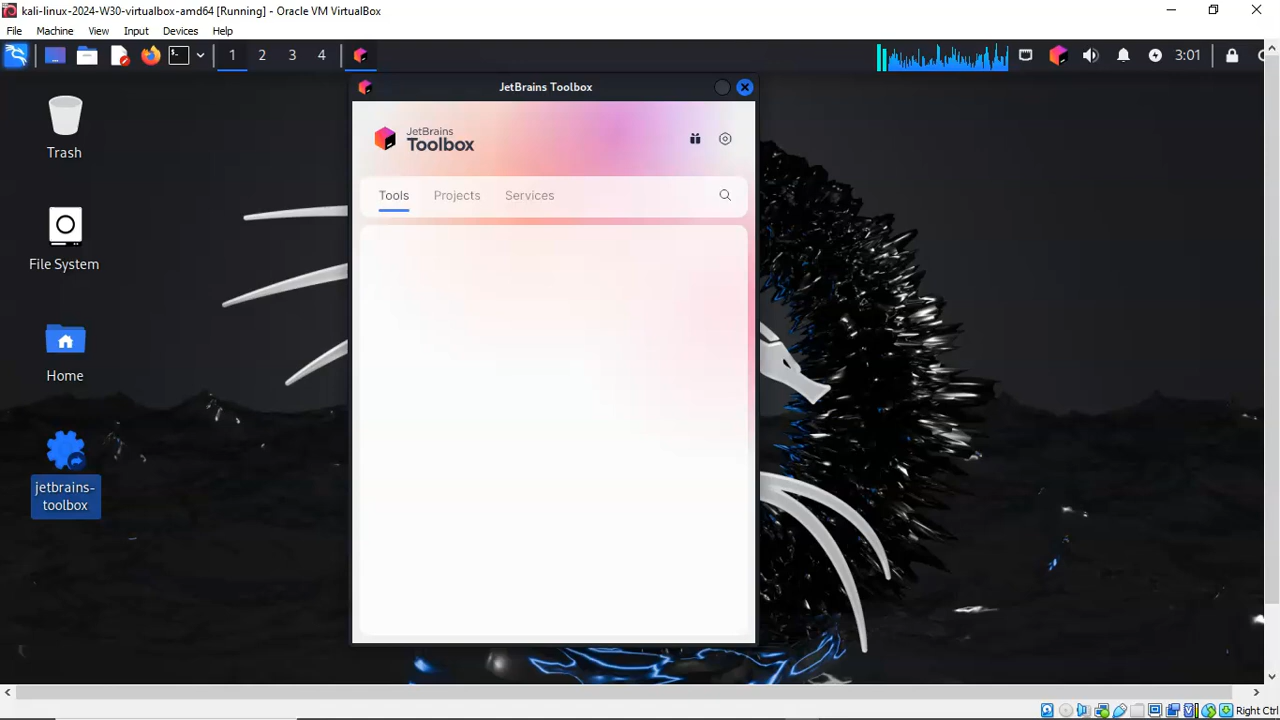 kali-linux-2024-W30-virtualbox-amd64 [Running] - Oracle VM VirtualBox
File Machine View Input Devices Help
1 2 3 4 3:01
JetBrains Toolbox
JetBrains
Toolbox
Tools Projects Services
Trash
File System
Home
jetbrains-
toolbox
Right Ctrl